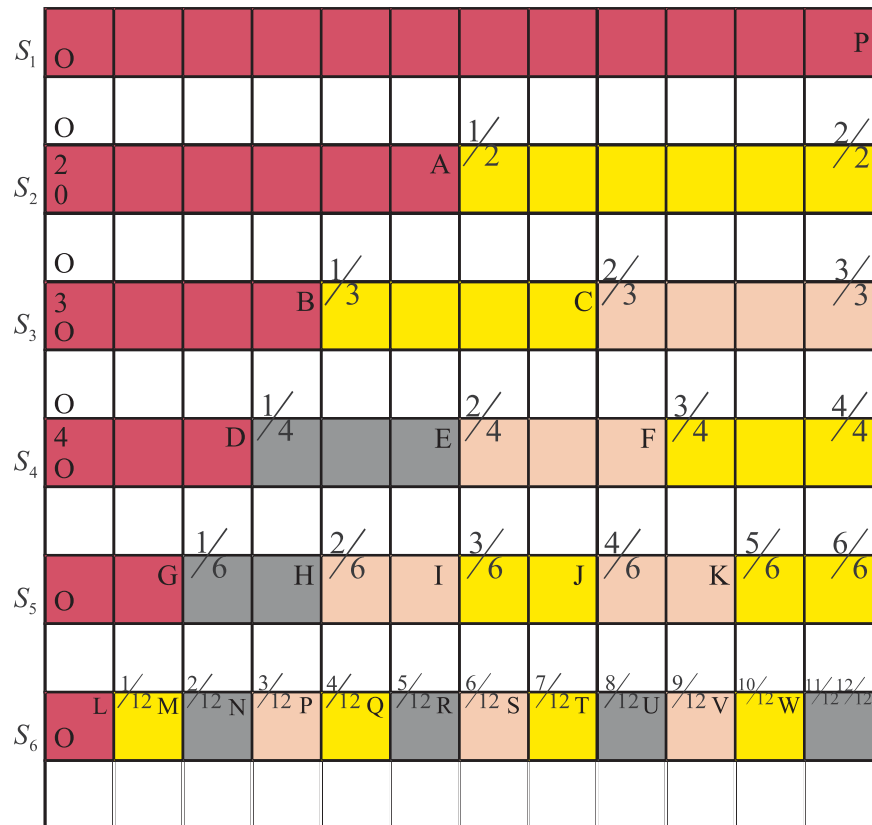 S1 O P
O 1/2 2/2
2 A
S2 0
O 1/3 2/3 3/3
3 B C
S3 O
O 1/4 2/4 3/4 4/4
4 D E F
S4 O
1/6 2/6 3/6 4/6 5/6 6/6
G H I J K
S5 O
1/12 2/12 3/12 4/12 5/12 6/12 7/12 8/12 9/12 10/12 11/12 12/12
L M N P Q R S T U V W
S6 O